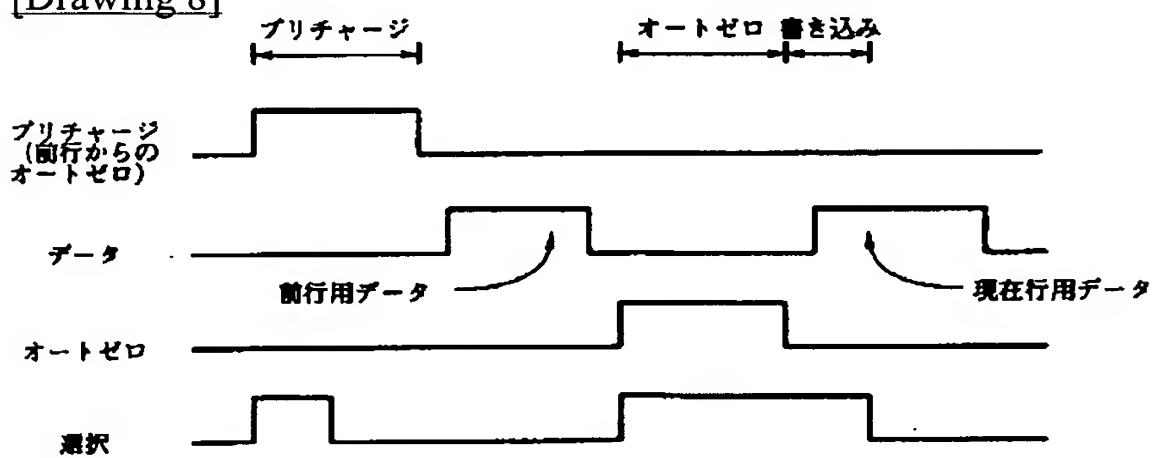 [Drawing 8]
プリチャージ
オートゼロ 書き込み
プリチャージ
(前行からの
オートゼロ)
データ
前行用データ
現在行用データ
オートゼロ
選択